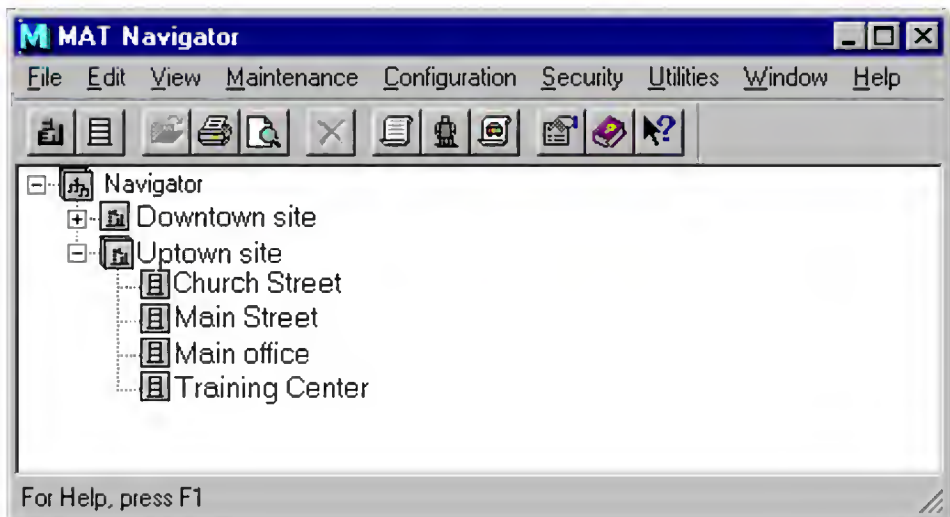 MAT Navigator
File Edit View Maintenance Configuration Security Utilities Window Help
Navigator
Downtown site
Uptown site
Church Street
Main Street
Main office
Training Center
For Help, press F1